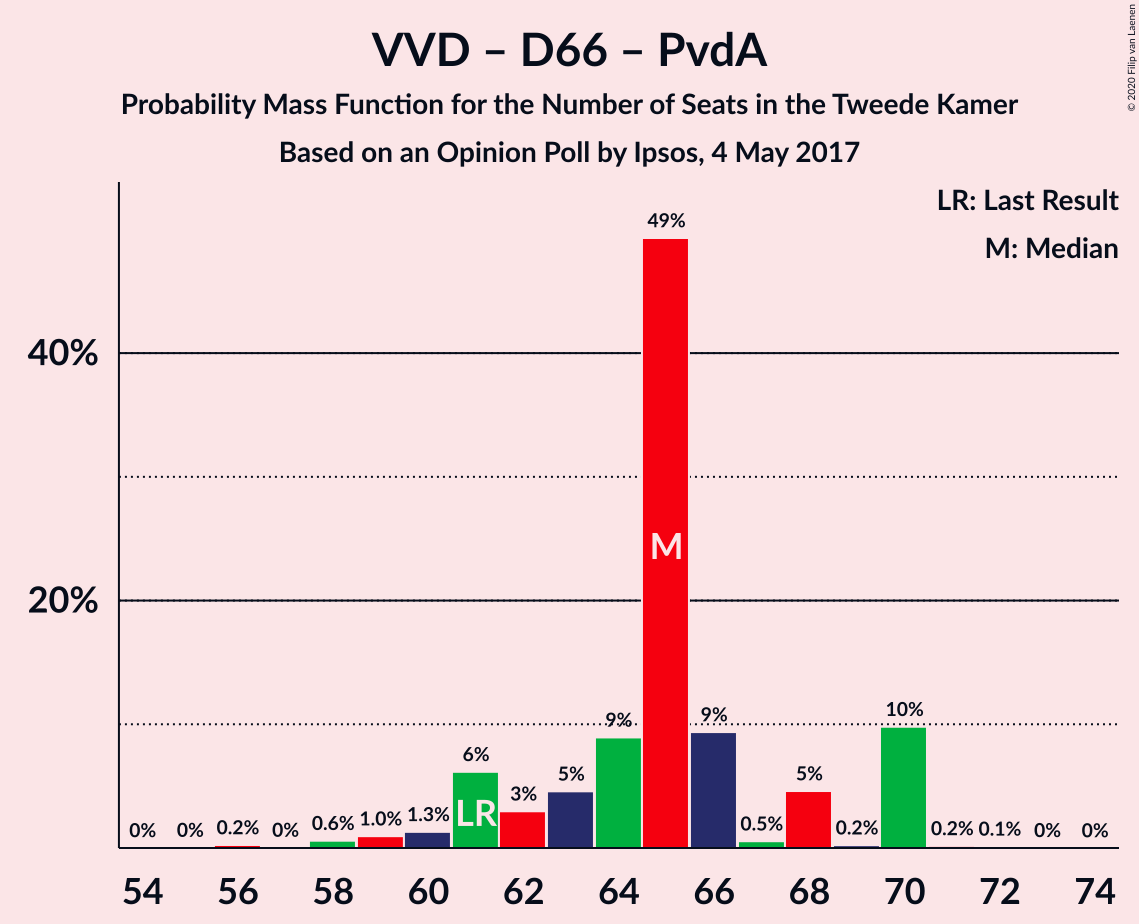 VVD – D66 – PvdA
Probability Mass Function for the Number of Seats in the Tweede Kamer
Based on an Opinion Poll by Ipsos, 4 May 2017
© 2020 Filip van Laenen
LR: Last Result
M: Median
49%
40%
M
20%
10%
9%
9%
6%
5%
5%
3%
LR
1.3%
1.0%
0.6%
0.5%
0% 0% 0.2% 0% 0.2% 0.2% 0.1% 0% 0%
54 56 58 60 62 64 66 68 70 72 74